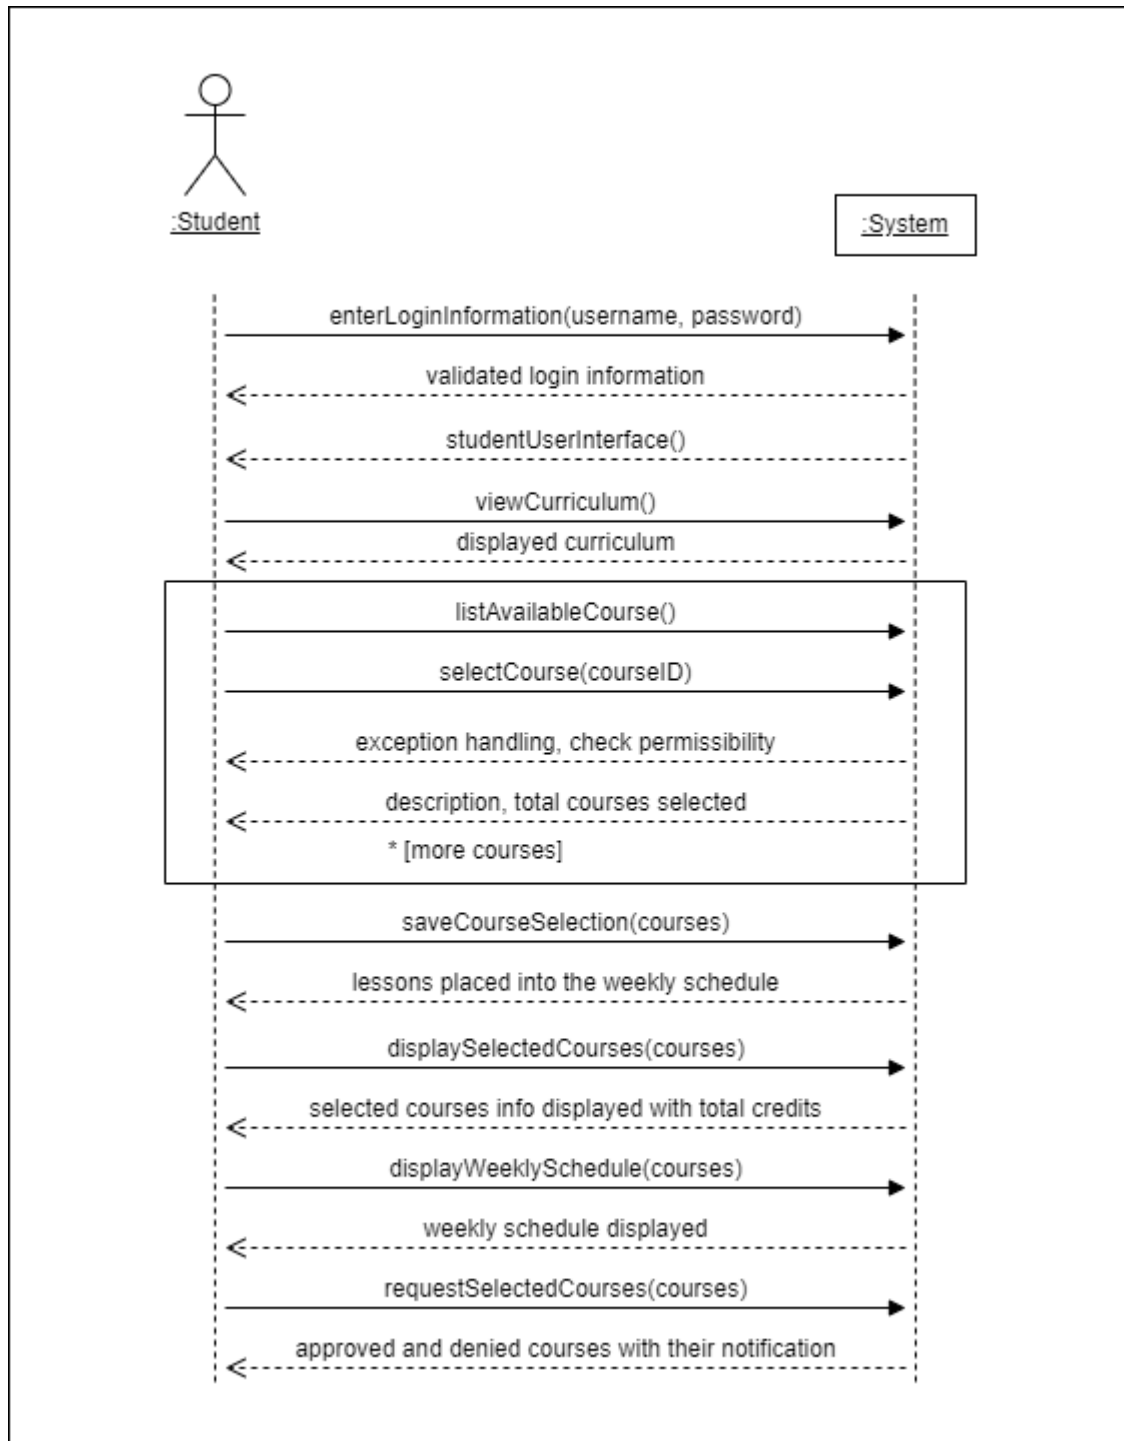 :Student
:System
enterLoginInformation(username, password)
validated login information
studentUserInterface()
viewCurriculum()
displayed curriculum
listAvailableCourse()
selectCourse(courseID)
exception handling, check permissibility
description, total courses selected
* [more courses]
saveCourseSelection(courses)
lessons placed into the weekly schedule
displaySelectedCourses(courses)
selected courses info displayed with total credits
displayWeeklySchedule(courses)
weekly schedule displayed
requestSelectedCourses(courses)
approved and denied courses with their notification